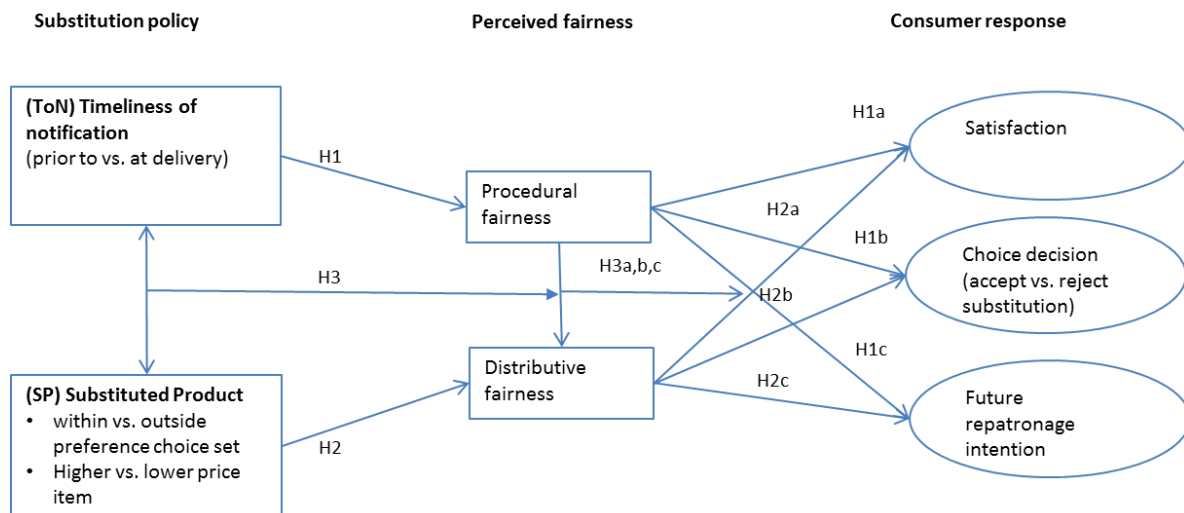 Substitution policy
Perceived fairness
Consumer response
(ToN) Timeliness of
notification
(prior to vs. at delivery)
H1
Procedural
fairness
H1a
Satisfaction
H2a
H1b
Choice decision
(accept vs. reject
substitution)
H3
H3a,b,c
H2b
H1c
(SP) Substituted Product
• within vs. outside
preference choice set
• Higher vs. lower price
item
H2
Distributive
fairness
H2c
Future
repatronage
intention